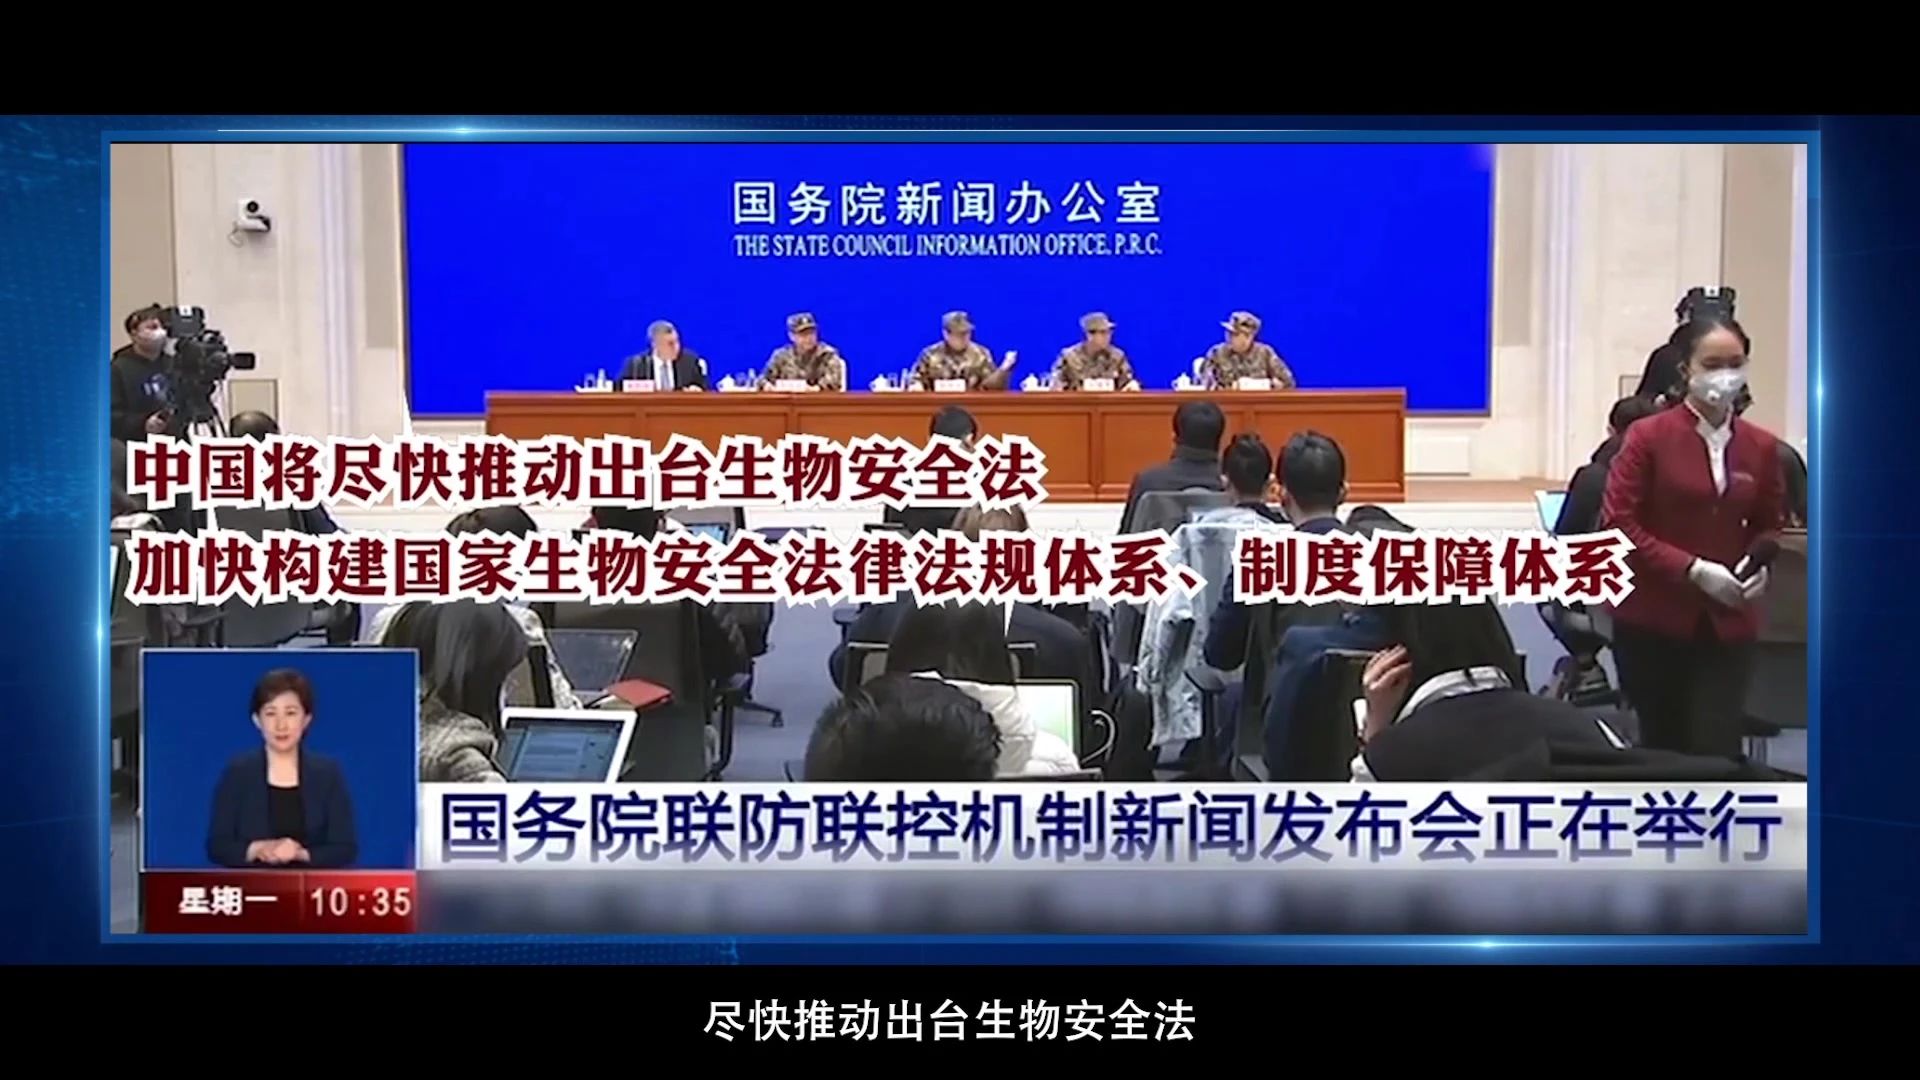 国务院新闻办公室
THE STATE COUNCIL INFORMATION OFFICE, P.R.C.
中国将尽快推动出台生物安全法
加快构建国家生物安全法律法规体系、制度保障体系
国务院联防联控机制新闻发布会正在举行
星期一 10:35
尽快推动出台生物安全法